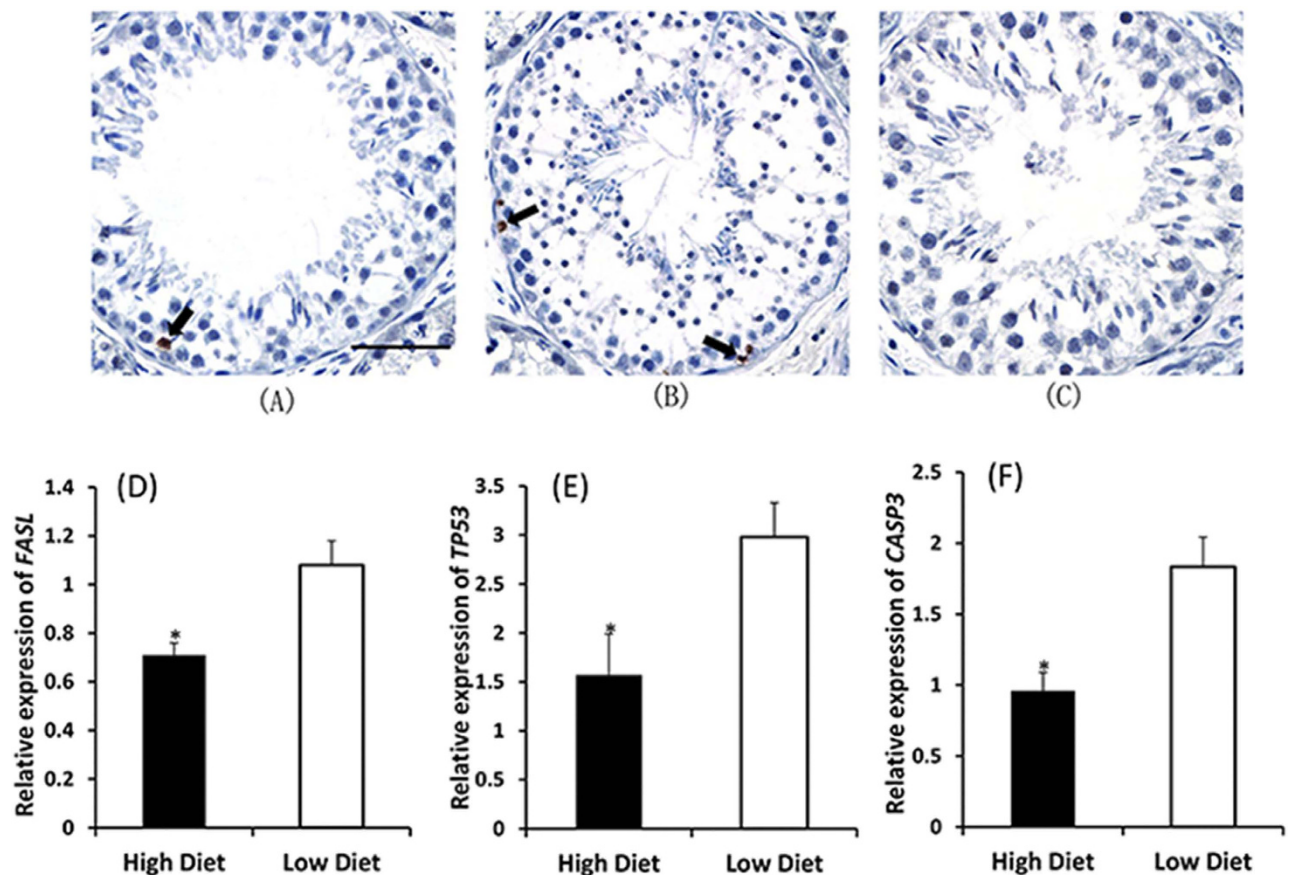 (A)
(B)
(C)
(D)
Relative expression of FASL
1.4
1.2
1
0.8
0.6
0.4
0.2
0
*
High Diet
Low Diet
(E)
Relative expression of TP53
3.5
3
2.5
2
1.5
1
0.5
0
*
High Diet
Low Diet
(F)
Relative expression of CASP3
2.5
2
1.5
1
0.5
0
*
High Diet
Low Diet